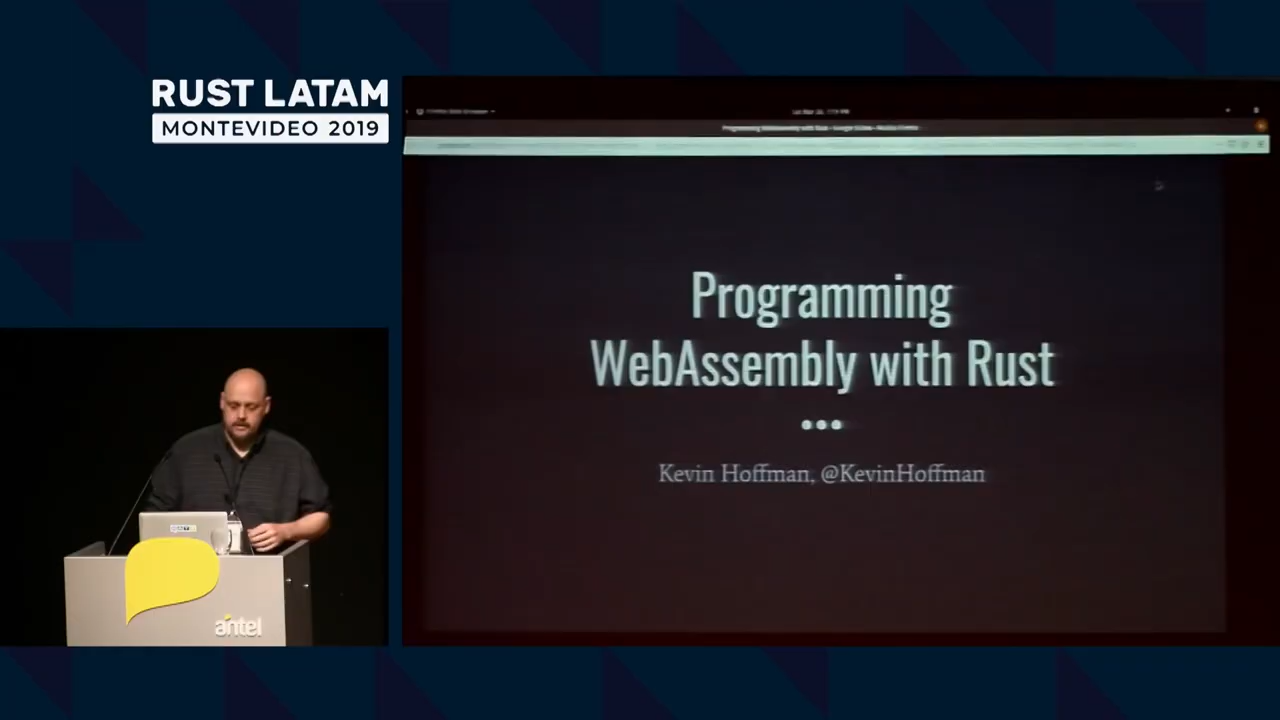 RUST LATAM
MONTEVIDEO 2019
Programming
WebAssembly with Rust
Kevin Hoffman, @KevinHoffman
antel